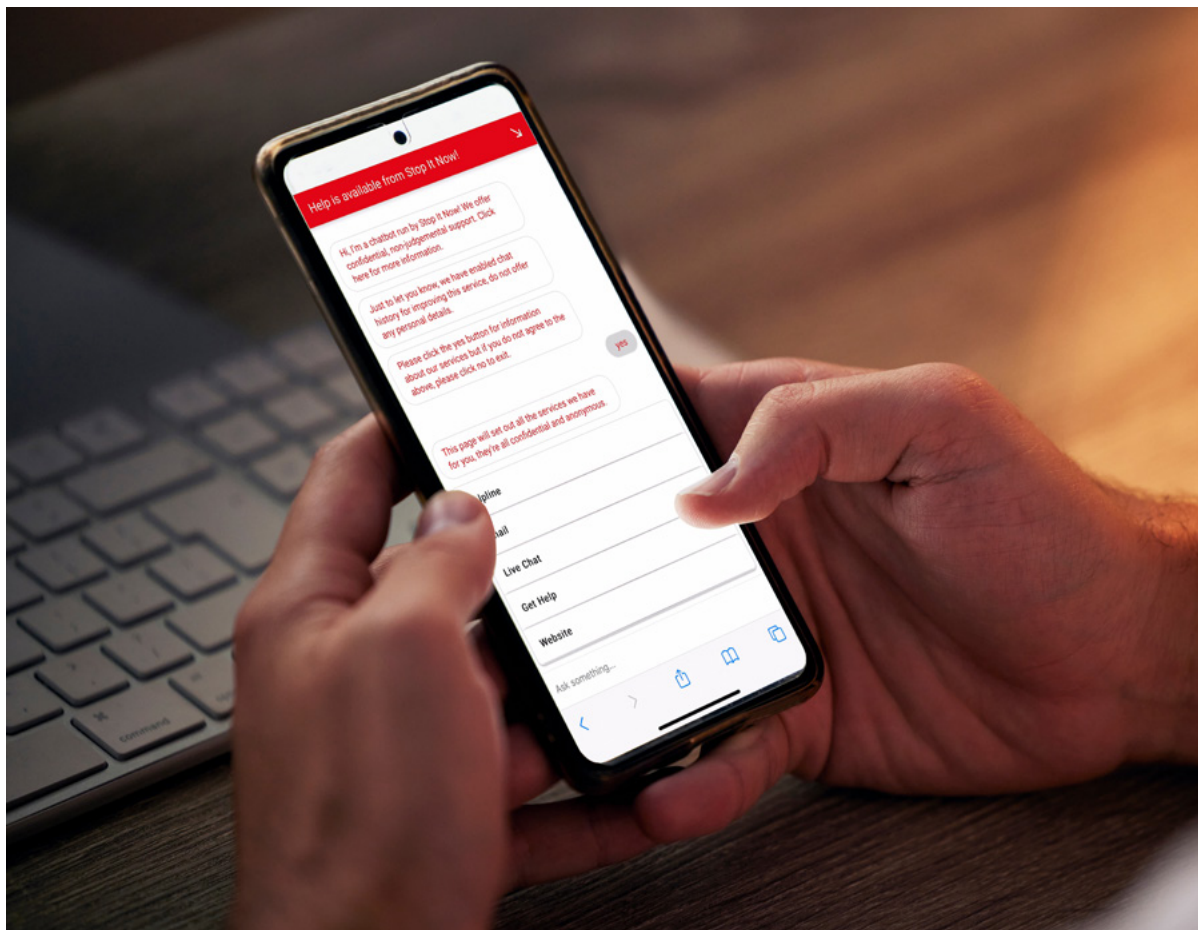 Help is available from Stop It Now!
Hi, I'm a chatbot run by Stop It Now! We offer
confidential, non-judgemental support. Click
here for more information.
Just to let you know, we have enabled chat
history for improving this service, do not offer
any personal details.
Please click the yes button for information
about our services but if you do not agree to the
above, please click no to exit.
yes
This page will set out all the services we have
for you, they're all confidential and anonymous.
lpline
ail
Live Chat
Get Help
Website
Ask something...
⌘
command